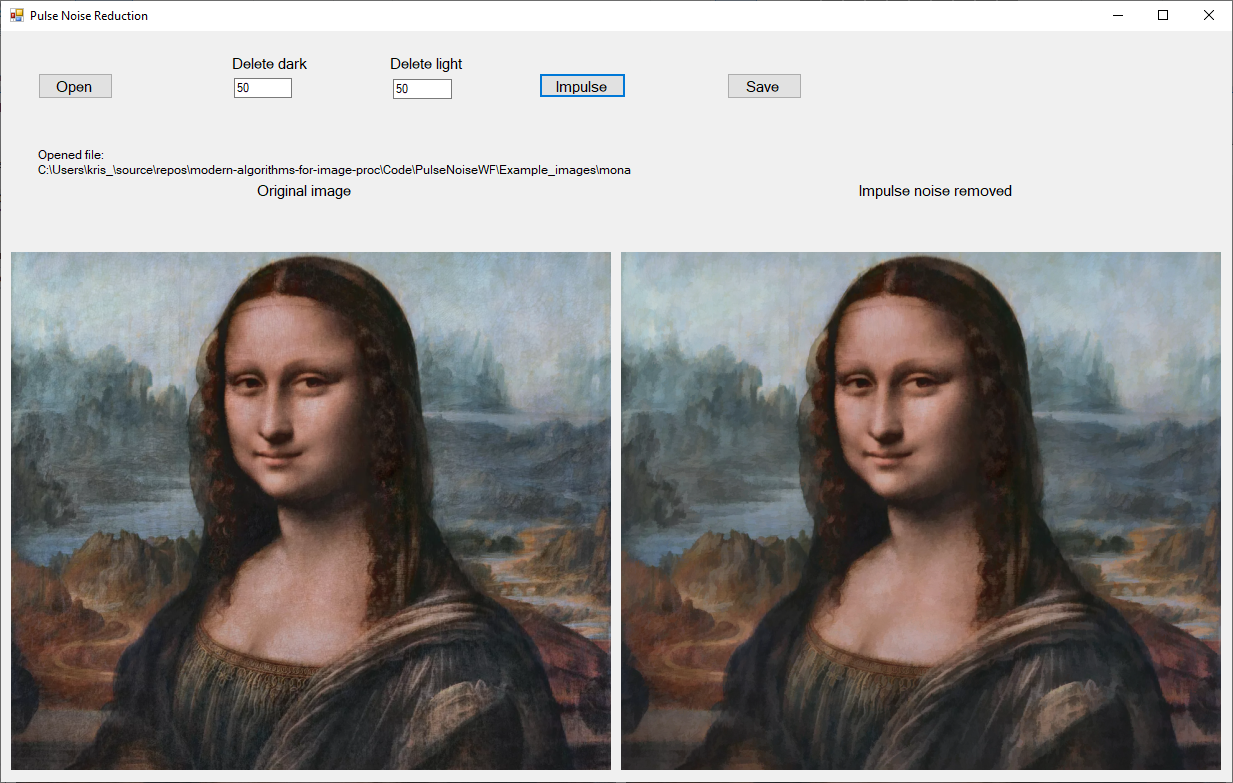 Pulse Noise Reduction
Delete dark
Delete light
Open
50
50
Impulse
Save
Opened file:
C:\Users\kris_\source\repos\modern-algorithms-for-image-proc\Code\PulseNoiseWF\Example_images\mona
Original image
Impulse noise removed